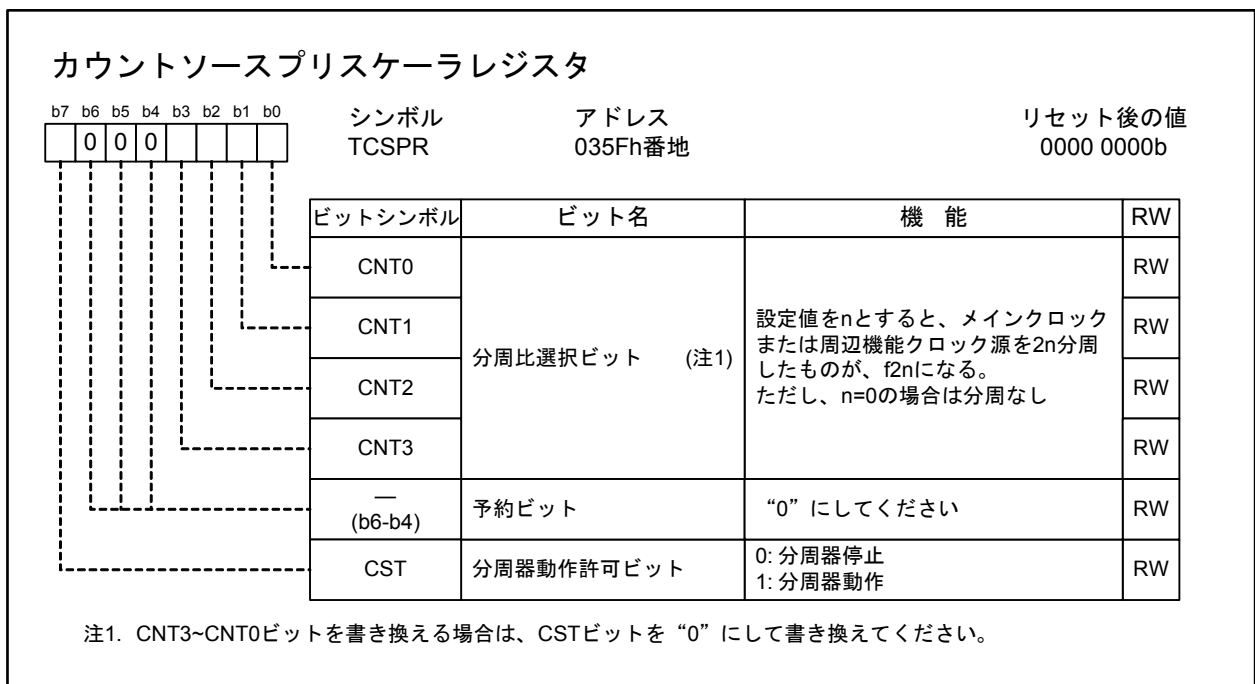 カウントソースプリスケーラレジスタ
b7 b6 b5 b4 b3 b2 b1 b0
0 0 0
シンボル アドレス リセット後の値
TCSPR 035Fh番地 0000 0000b
ビットシンボル ビット名 機 能 RW
CNT0 RW
CNT1 RW
CNT2 RW
CNT3 RW
分周比選択ビット (注1)
設定値をnとすると、メインクロック
または周辺機能クロック源を2n分周
したものが、f2nになる。
ただし、n=0の場合は分周なし
—
(b6-b4) 予約ビット “0”にしてください RW
CST 分周器動作許可ビット 0: 分周器停止
1: 分周器動作 RW
注1. CNT3~CNT0ビットを書き換える場合は、CSTビットを“0”にして書き換えてください。